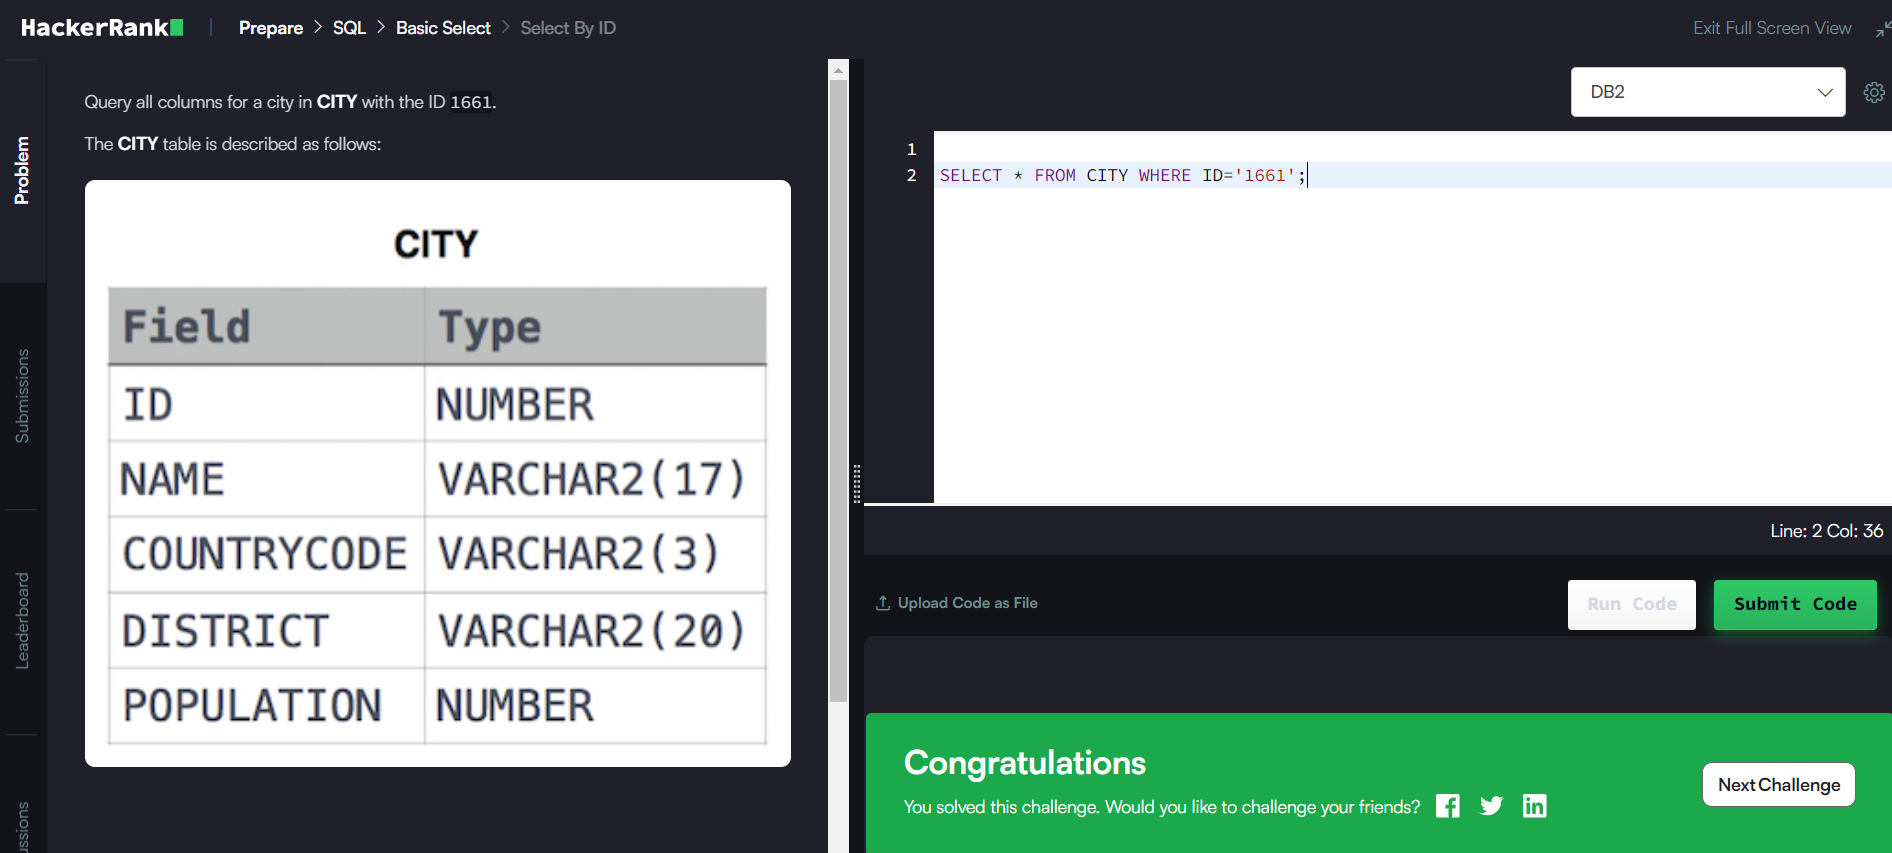 HackerRank
Prepare > SQL > Basic Select > Select By ID
Exit Full Screen View
Problem
Submissions
Leaderboard
ussions
Query all columns for a city in CITY with the ID 1661.
The CITY table is described as follows:
CITY
Field Type
ID NUMBER
NAME VARCHAR2(17)
COUNTRYCODE VARCHAR2(3)
DISTRICT VARCHAR2(20)
POPULATION NUMBER
DB2
1
2 SELECT * FROM CITY WHERE ID='1661';
Line: 2 Col: 36
Upload Code as File
Run Code
Submit Code
Congratulations
You solved this challenge. Would you like to challenge your friends?
Next Challenge